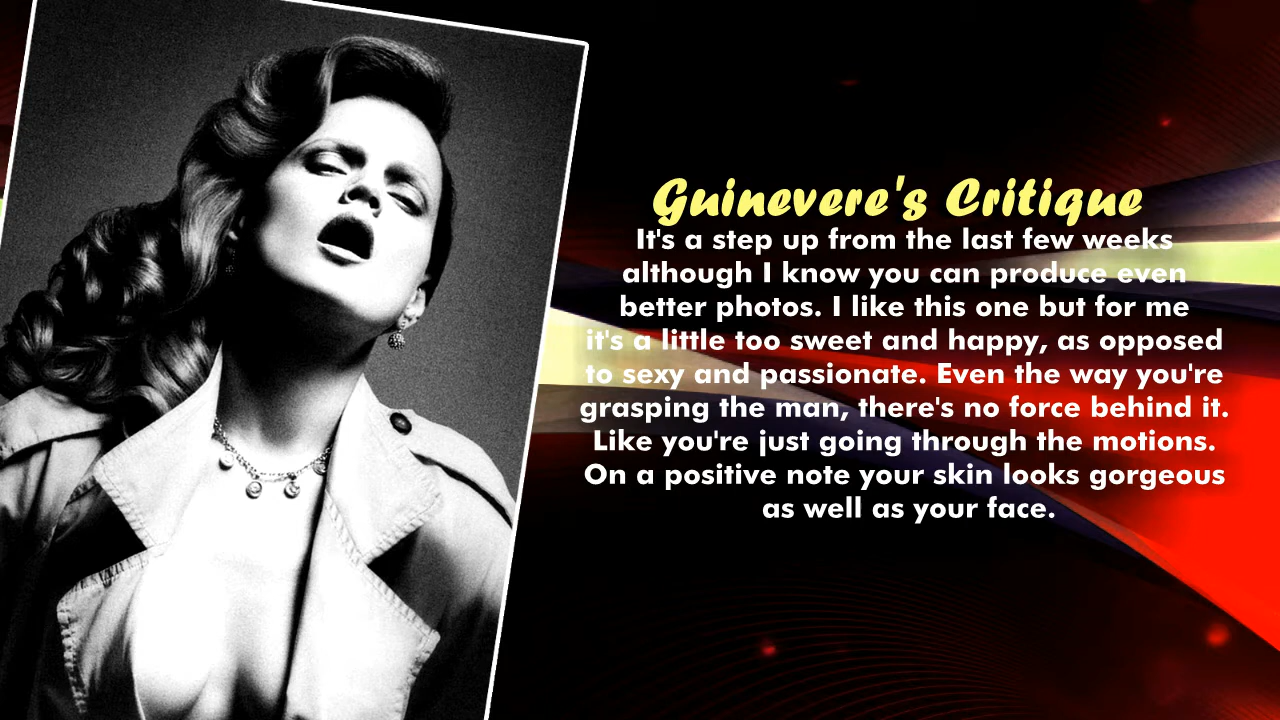 Guinevere's Critique
It's a step up from the last few weeks
although I know you can produce even
better photos. I like this one but for me
it's a little too sweet and happy, as opposed
to sexy and passionate. Even the way you're
grasping the man, there's no force behind it.
Like you're just going through the motions.
On a positive note your skin looks gorgeous
as well as your face.